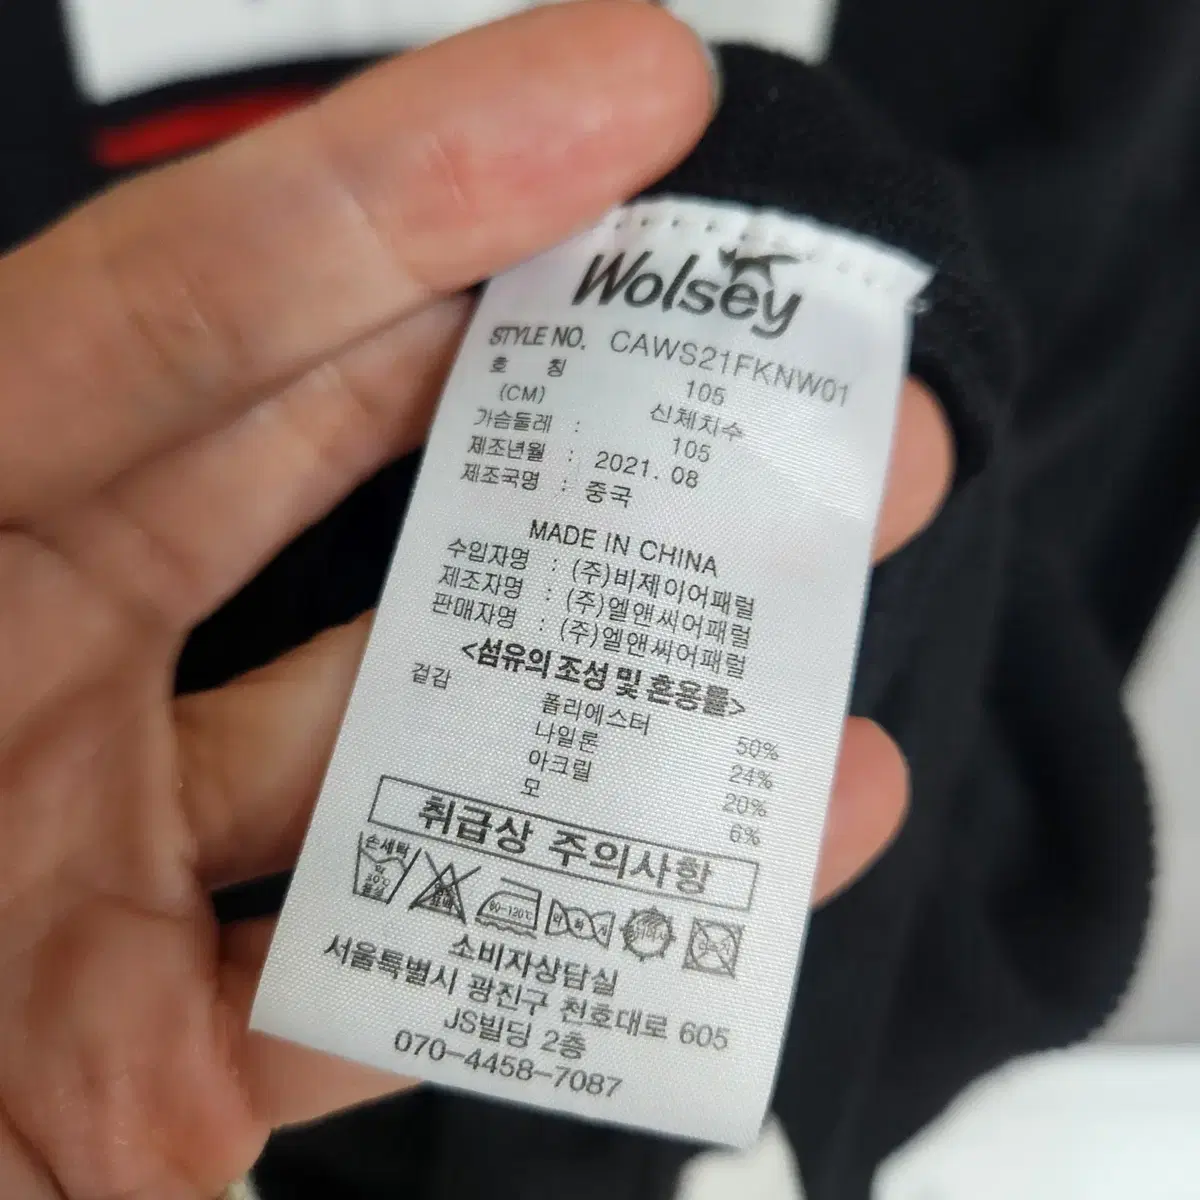 Wolsey
STYLE NO. CAWS21FKNW01
호 칭 105
(CM) 신체치수
가슴둘레 : 105
제조년월 : 2021. 08
제조국명 : 중국
MADE IN CHINA
수입자명 : (주)비제이어패럴
제조자명 : (주)엘앤씨어패럴
판매자명 : (주)엘앤씨어패럴
<섬유의 조성 및 혼용률>
겉감 폴리에스터 50%
나일론 24%
아크릴 20%
모 6%
취급상 주의사항
손세탁
약 30℃
중성
80-120℃
약 하 게
소비자상담실
서울특별시 광진구 천호대로 605
JS빌딩 2층
070-4458-7087